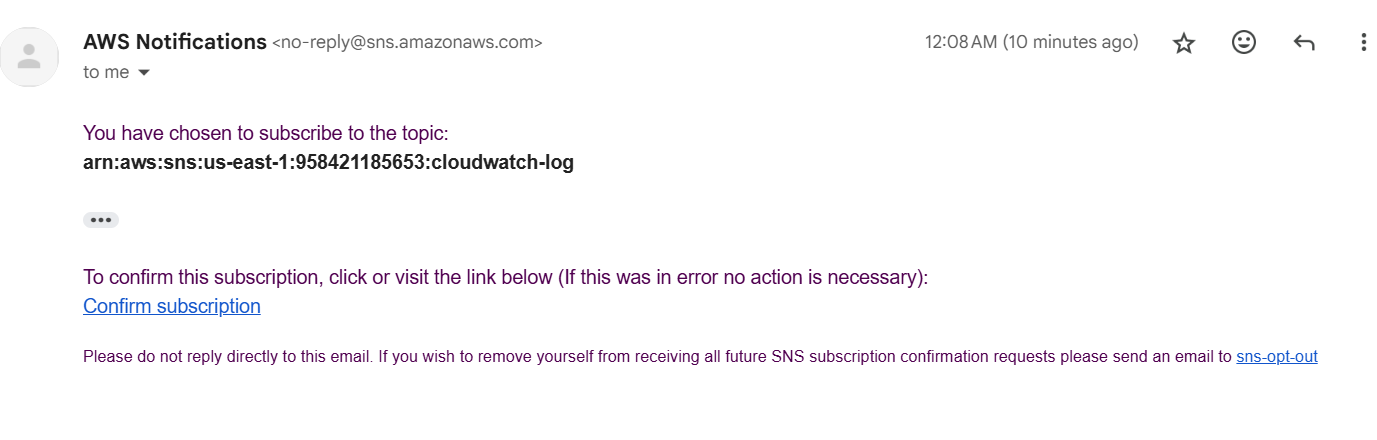 AWS Notifications <no-reply@sns.amazonaws.com> 12:08 AM (10 minutes ago)
to me
You have chosen to subscribe to the topic:
arn:aws:sns:us-east-1:958421185653:cloudwatch-log
To confirm this subscription, click or visit the link below (If this was in error no action is necessary):
Confirm subscription
Please do not reply directly to this email. If you wish to remove yourself from receiving all future SNS subscription confirmation requests please send an email to sns-opt-out